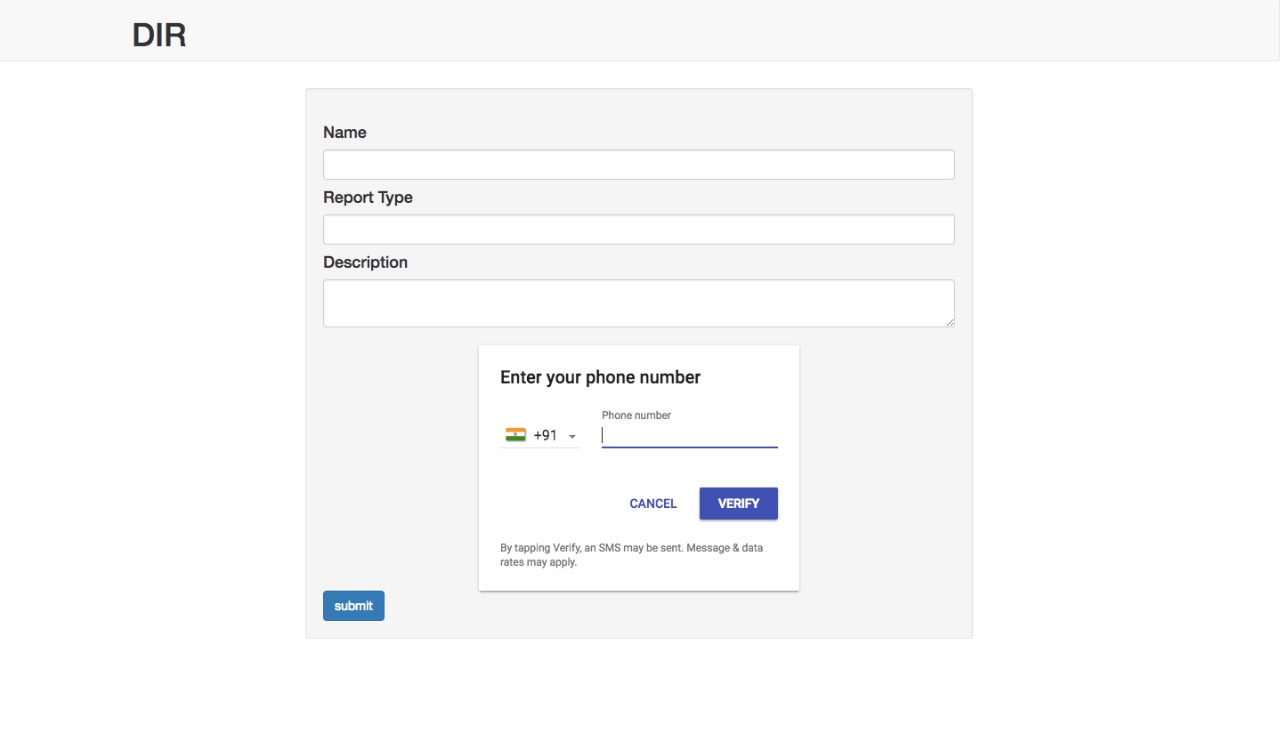 DIR
Name
Report Type
Description
Enter your phone number
Phone number
+91
CANCEL VERIFY
By tapping Verify, an SMS may be sent. Message & data
rates may apply.
submit